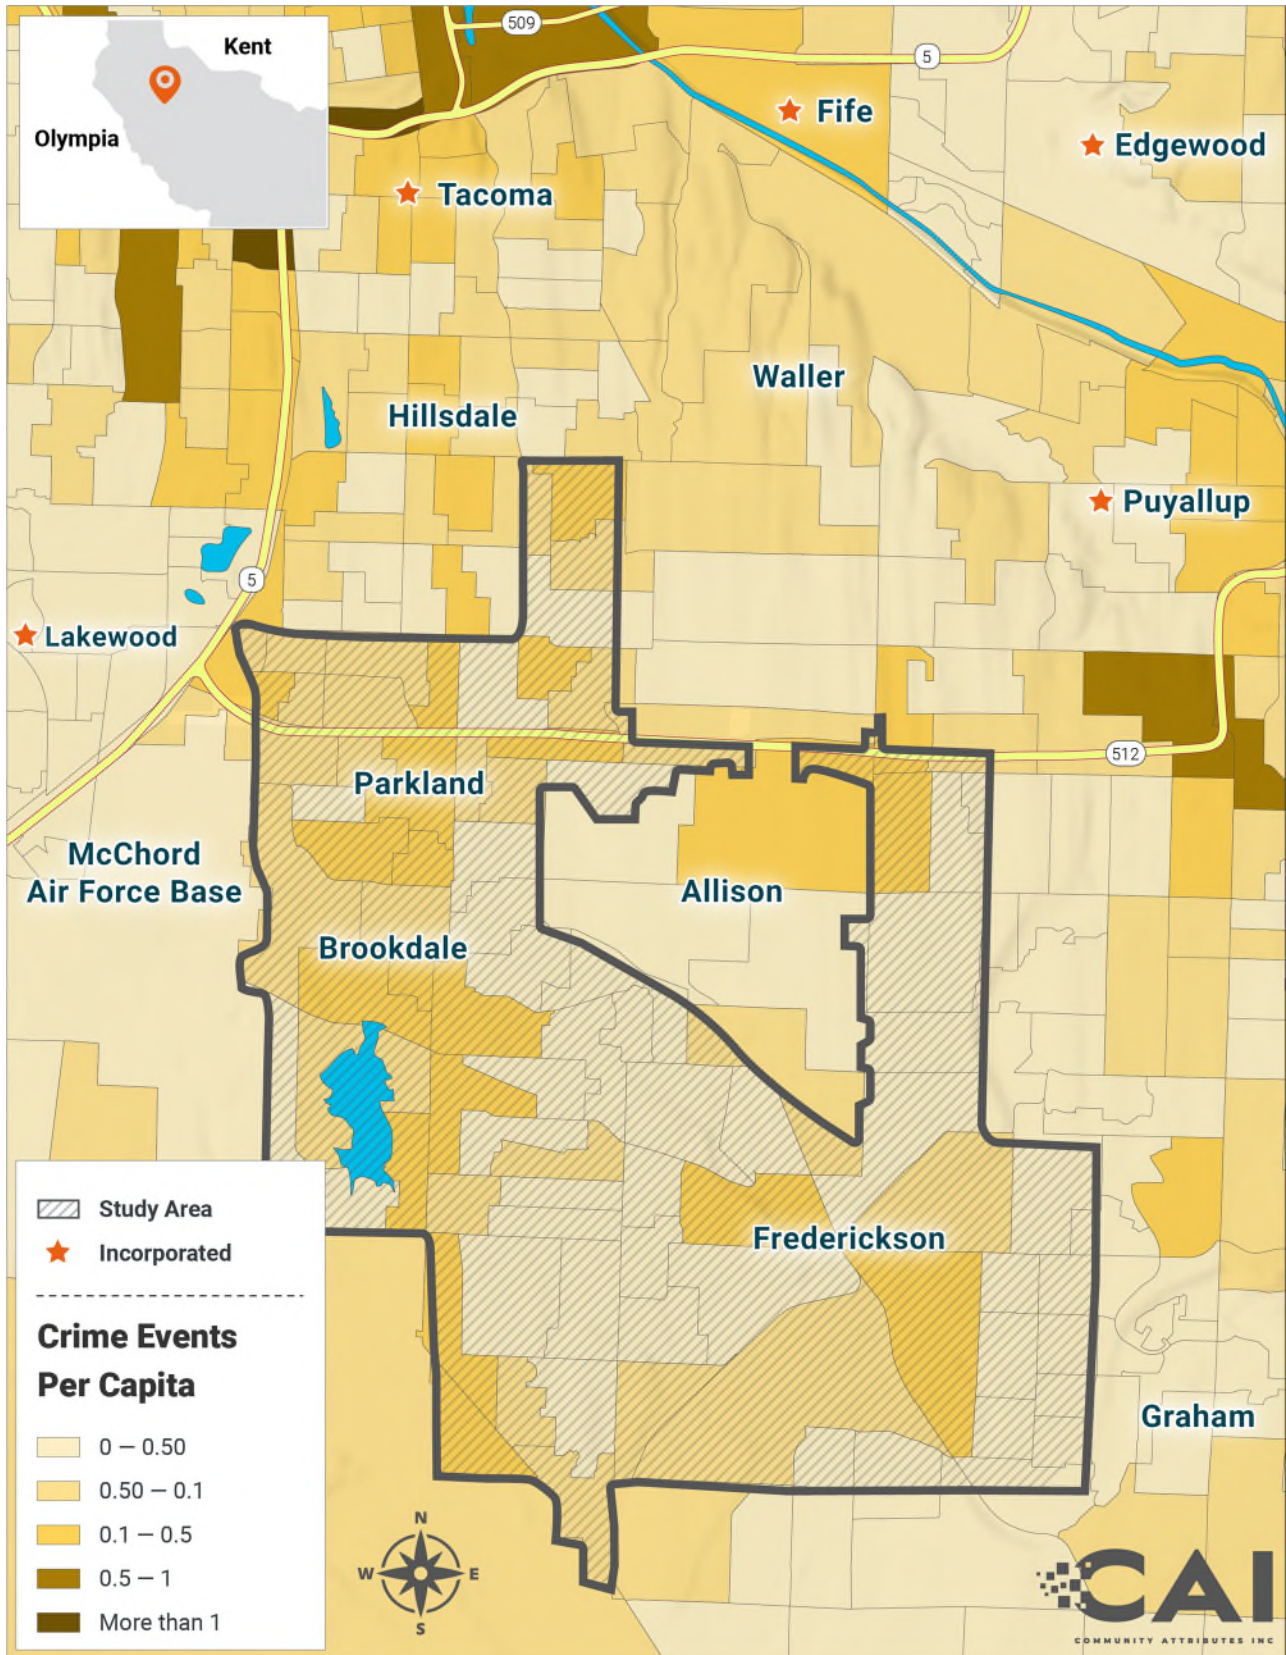 Kent
Olympia
509
5
Fife
Edgewood
Tacoma
Waller
Hillsdale
Puyallup
5
Lakewood
512
Parkland
McChord
Air Force Base
Allison
Brookdale
Frederickson
Graham
Study Area
Incorporated
Crime Events
Per Capita
0 – 0.50
0.50 – 0.1
0.1 – 0.5
0.5 – 1
More than 1
N
W E
S
CAI
COMMUNITY ATTRIBUTES INC